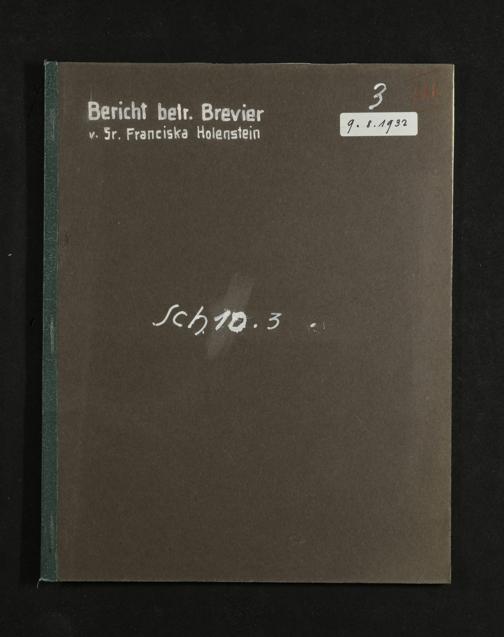 Bericht betr. Brevier
v. Sr. Franciska Holenstein
3
9.8.1932
Sch.10.3